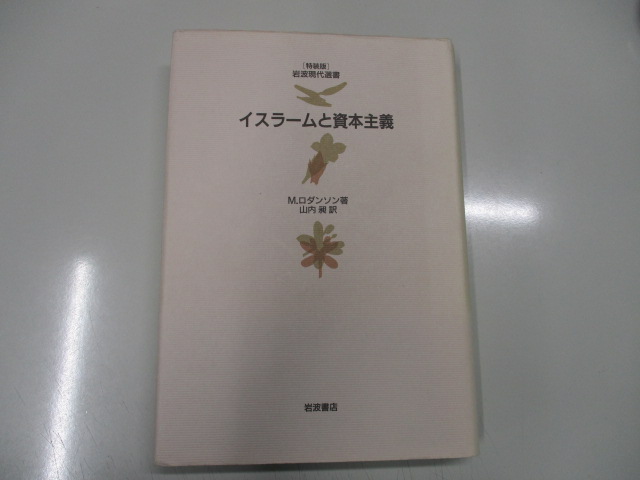 ［特装版］
岩波現代選書
イスラームと資本主義
M.ロダンソン著
山内 昶 訳
岩波書店